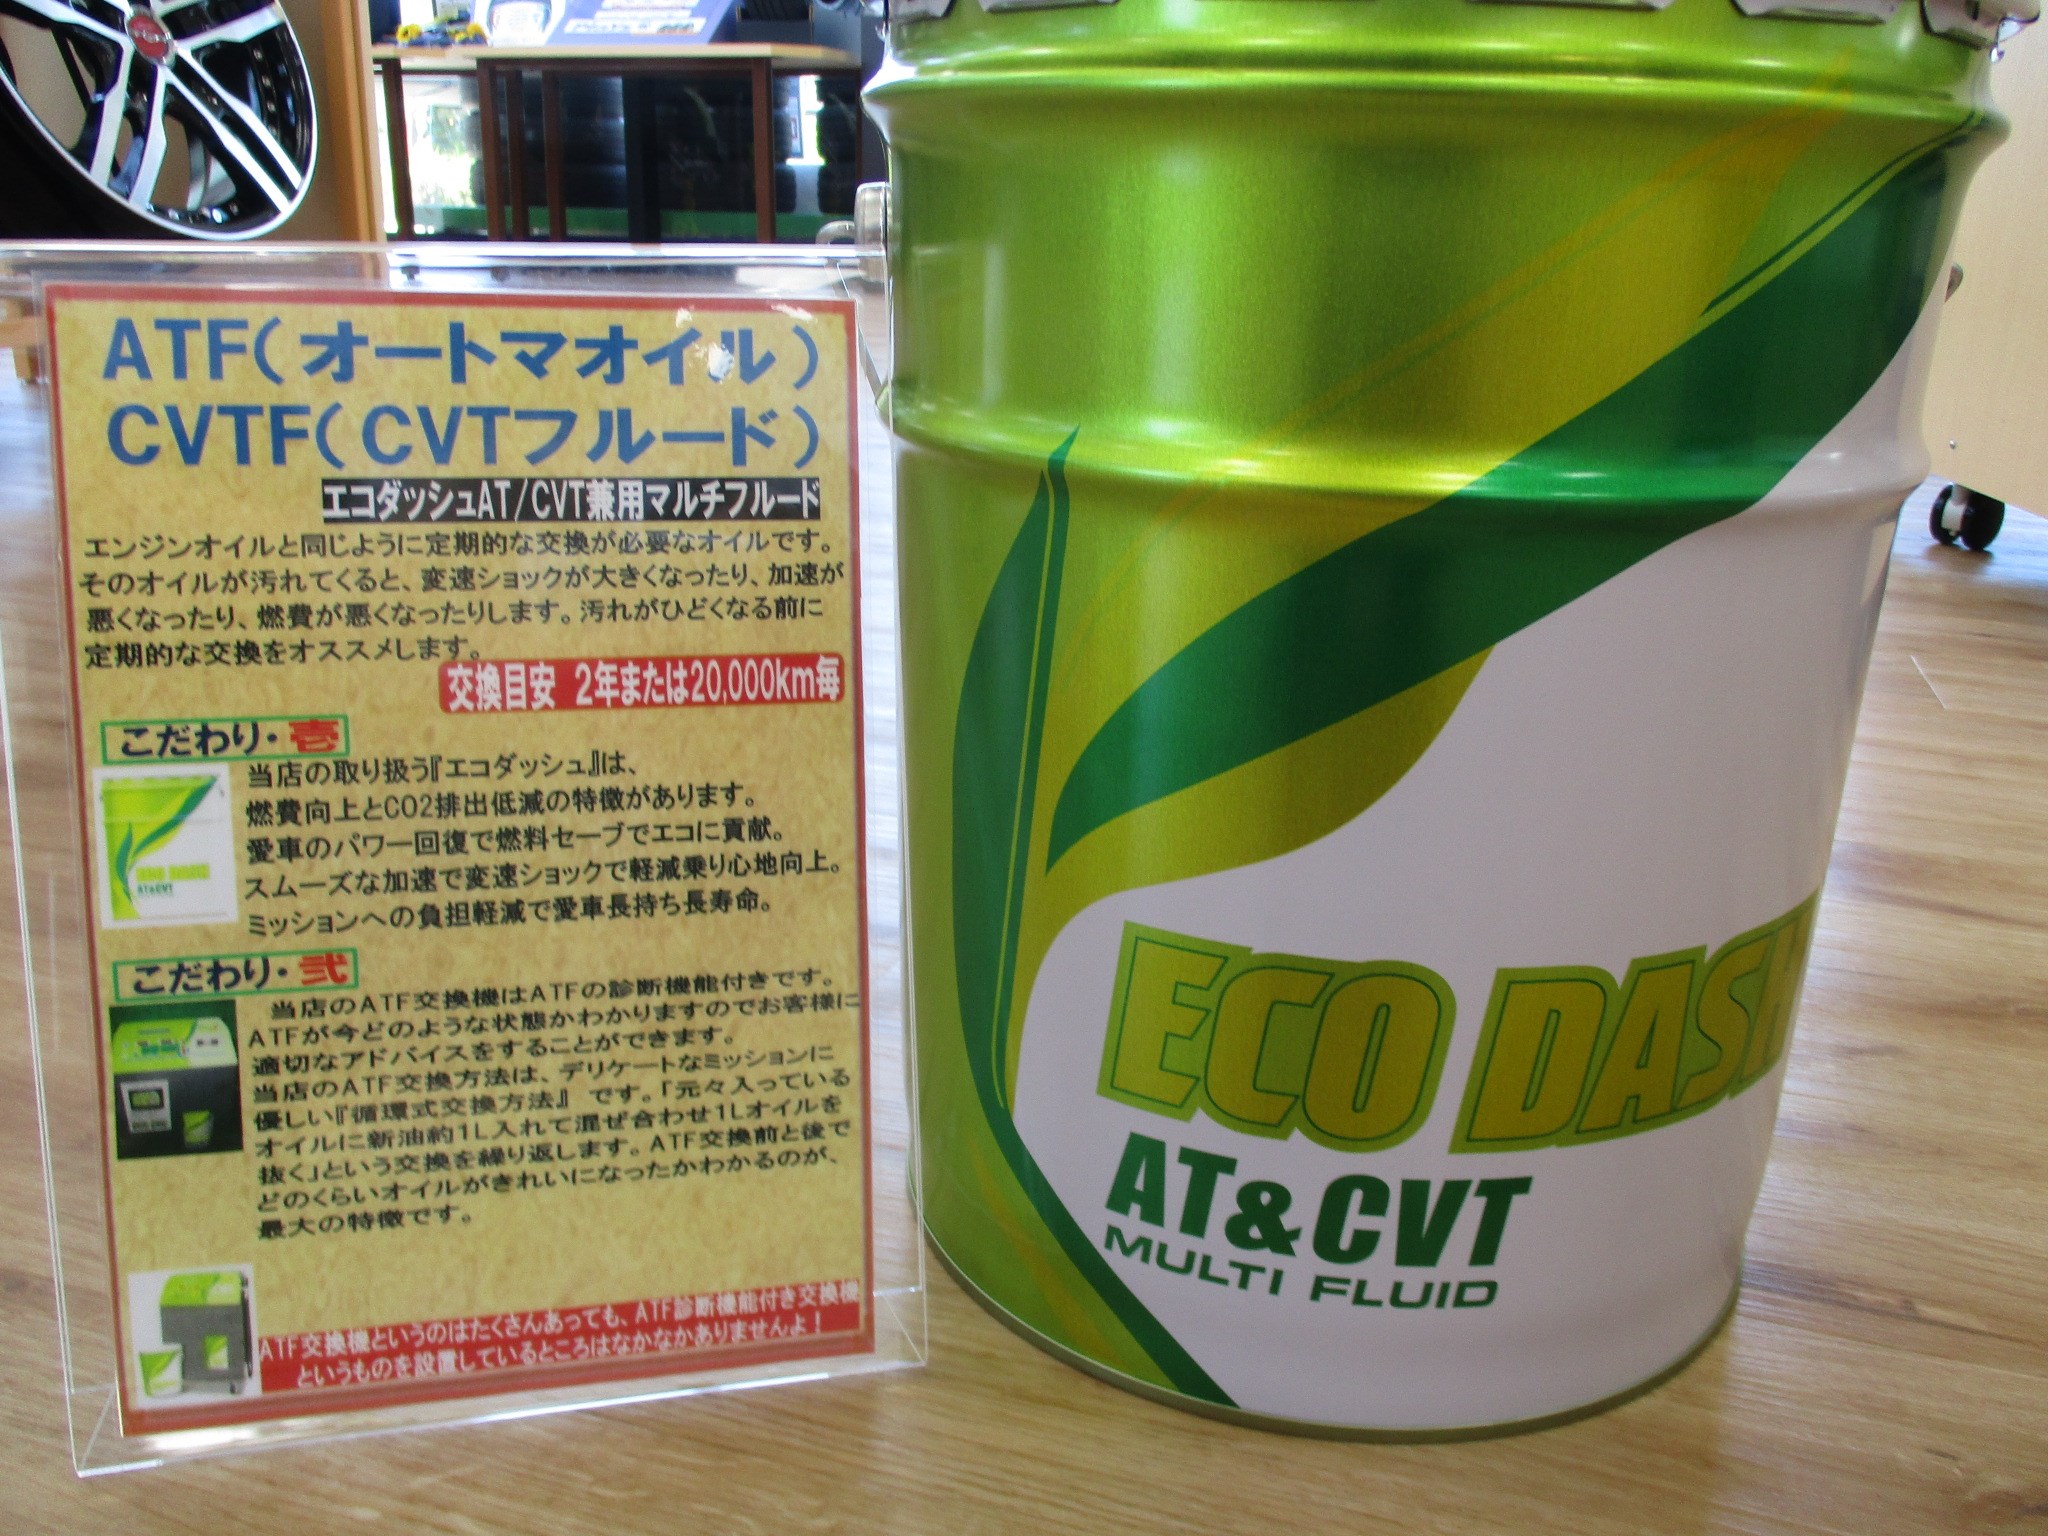 ATF(オートマオイル)
CVTF(CVTフルード)
エコダッシュAT/CVT兼用マルチフルード
エンジンオイルと同じように定期的な交換が必要なオイルです。
そのオイルが汚れてくると、変速ショックが大きくなったり、加速が
悪くなったり、燃費が悪くなったりします。汚れがひどくなる前に
定期的な交換をオススメします。
交換目安 2年または20,000km毎
こだわり・壱
当店の取り扱う『エコダッシュ』は、
燃費向上とCO2排出低減の特徴があります。
愛車のパワー回復で燃料セーブでエコに貢献。
スムーズな加速で変速ショックで軽減乗り心地向上。
ミッションへの負担軽減で愛車長持ち長寿命。
ECO DASH
AT&CVT
こだわり・弐
当店のATF交換機はATFの診断機能付きです。
ATFが今どのような状態かわかりますのでお客様に
適切なアドバイスをすることができます。
当店のATF交換方法は、デリケートなミッションに
優しい『循環式交換方法』 です。「元々入っている
オイルに新油約1L入れて混ぜ合わせ1Lオイルを
抜く」という交換を繰り返します。ATF交換前と後で
どのくらいオイルがきれいになったかわかるのが、
最大の特徴です。
ATF交換機というのはたくさんあっても、ATF診断機能付き交換機
というものを設置しているところはなかなかありませんよ！
ECO DASH
AT&CVT
MULTI FLUID